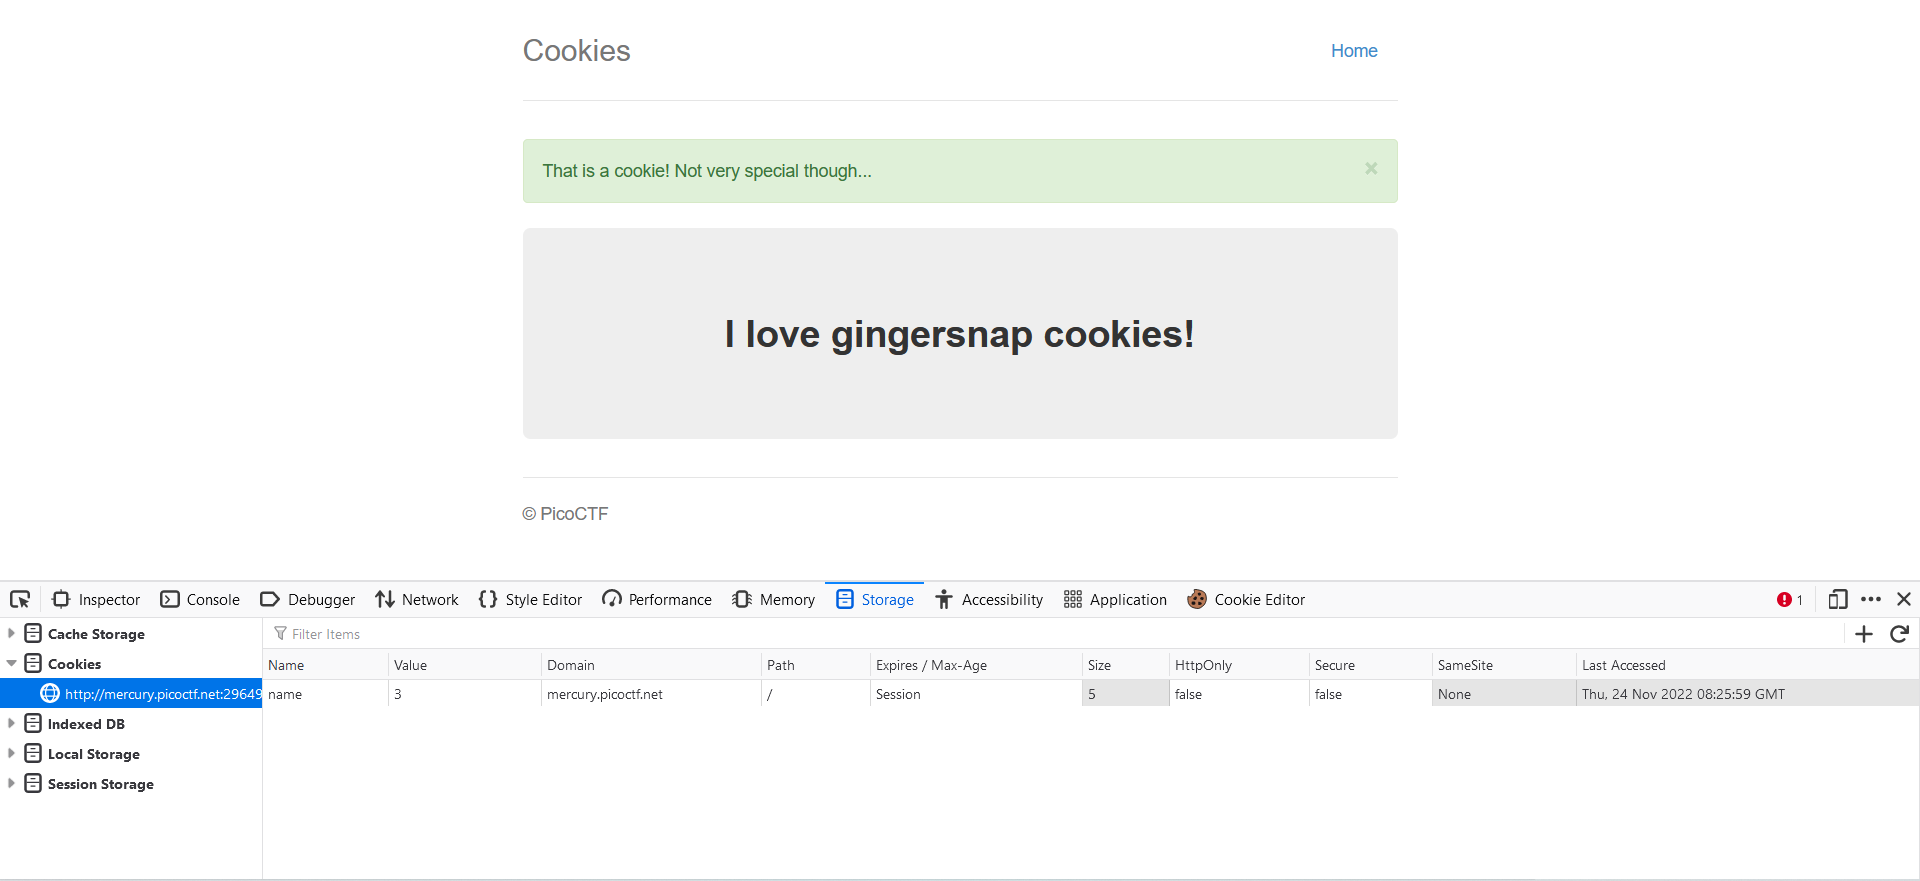 Cookies
Home
That is a cookie! Not very special though...
×
I love gingersnap cookies!
© PicoCTF
Inspector Console Debugger Network Style Editor Performance Memory Storage Accessibility Application Cookie Editor 1
Cache Storage
Cookies
http://mercury.picoctf.net:29649
Indexed DB
Local Storage
Session Storage
Filter Items
Name Value Domain Path Expires / Max-Age Size HttpOnly Secure SameSite Last Accessed
name 3 mercury.picoctf.net / Session 5 false false None Thu, 24 Nov 2022 08:25:59 GMT